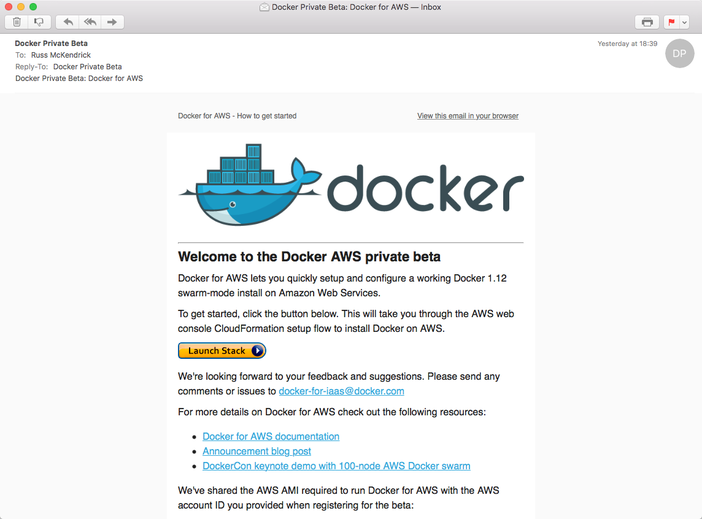 Docker Private Beta: Docker for AWS — Inbox
Docker Private Beta
Yesterday at 18:39
DP
To: Russ McKendrick
Reply-To: Docker Private Beta
Docker Private Beta: Docker for AWS
Docker for AWS - How to get started
View this email in your browser
docker
Welcome to the Docker AWS private beta
Docker for AWS lets you quickly setup and configure a working Docker 1.12
swarm-mode install on Amazon Web Services.
To get started, click the button below. This will take you through the AWS web
console CloudFormation setup flow to install Docker on AWS.
Launch Stack
We're looking forward to your feedback and suggestions. Please send any
comments or issues to docker-for-iaas@docker.com
For more details on Docker for AWS check out the following resources:
Docker for AWS documentation
Announcement blog post
DockerCon keynote demo with 100-node AWS Docker swarm
We've shared the AWS AMI required to run Docker for AWS with the AWS
account ID you provided when registering for the beta: